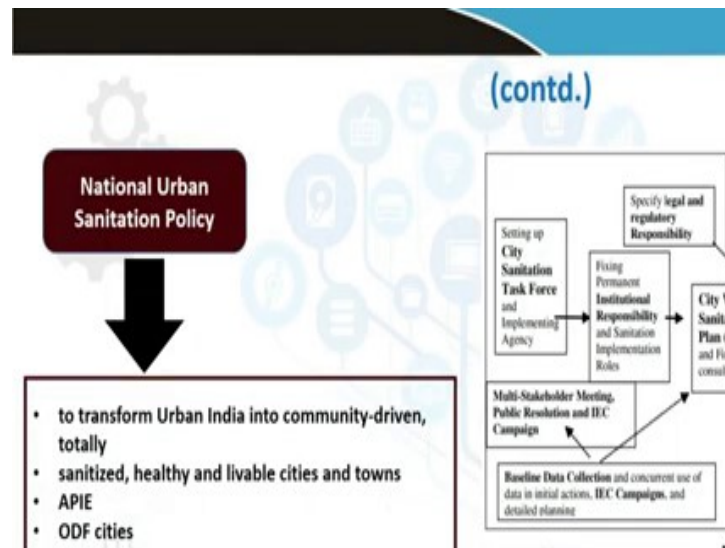 (contd.)
National Urban
Sanitation Policy
• to transform Urban India into community-driven,
totally
• sanitized, healthy and livable cities and towns
• APIE
• ODF cities
Specify legal and
regulatory
Responsibility
Setting up
City
Sanitation
Task Force
and
Implementing
Agency
Fixing
Permanent
Institutional
Responsibility
and Sanitation
Implementation
Roles
City
Plan
and
Multi-Stakeholder Meeting,
Public Resolution and IEC
Campaign
Baseline Data Collection and concurrent use of
data in initial actions, IEC Campaigns, and
detailed planning